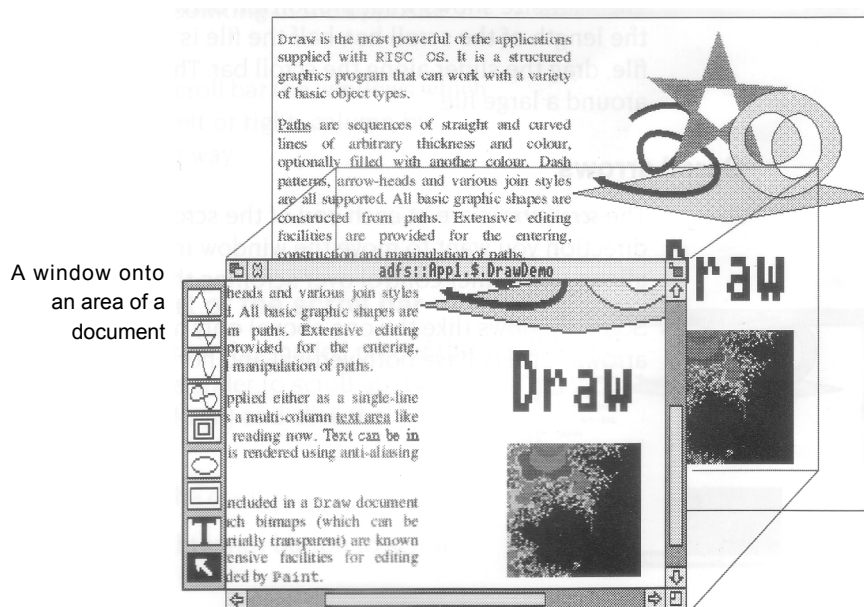 Draw is the most powerful of the applications
supplied with RISC OS. It is a structured
graphics program that can work with a variety
of basic object types.
Paths are sequences of straight and curved
lines of arbitrary thickness and colour,
optionally filled with another colour. Dash
patterns, arrow-heads and various join styles
are all supported. All basic graphic shapes are
constructed from paths. Extensive editing
facilities are provided for the entering,
construction and manipulation of paths.
Draw
A window onto
an area of a
document
adfs::App1.$.DrawDemo
heads and various join styles
d. All basic graphic shapes are
m paths. Extensive editing
provided for the entering,
manipulation of paths.
pplied either as a single-line
s a multi-column text area like
reading now. Text can be in
is rendered using anti-aliasing
ncluded in a Draw document
ch bitmaps (which can be
rtially transparent) are known
ensive facilities for editing
ded by Paint.
Draw
T